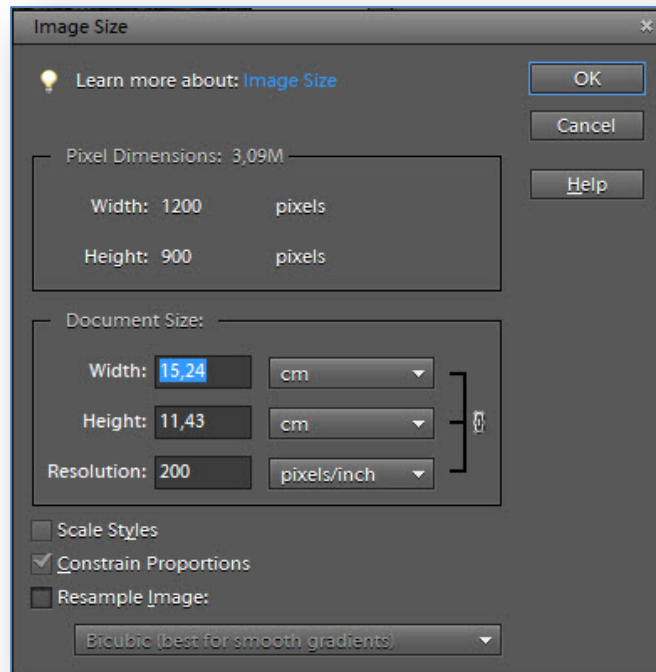 Image Size
Learn more about: Image Size
OK
Cancel
Help
Pixel Dimensions: 3,09M
Width: 1200 pixels
Height: 900 pixels
Document Size:
Width: 15,24 cm
Height: 11,43 cm
Resolution: 200 pixels/inch
Scale Styles
Constrain Proportions
Resample Image:
Bicubic (best for smooth gradients)